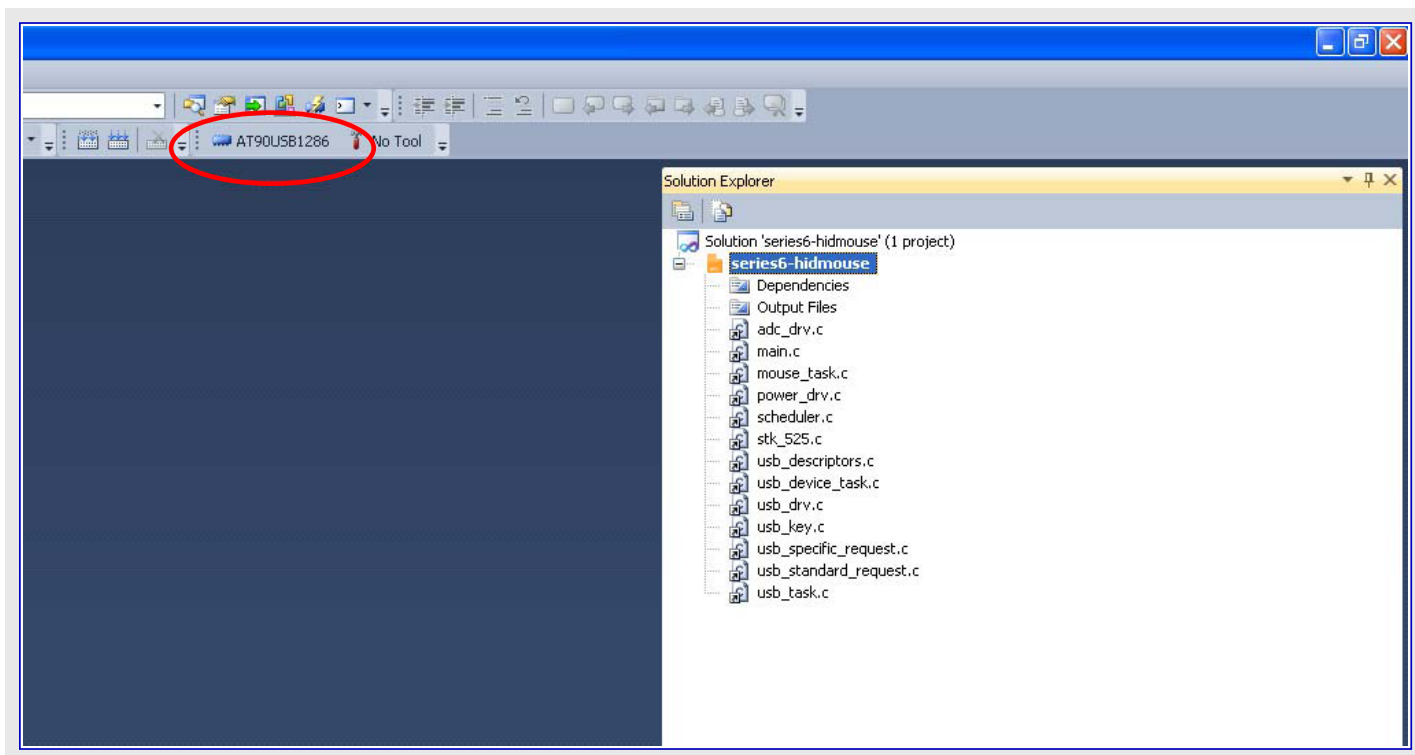 AT90USB1286 No Tool
Solution Explorer
Solution 'series6-hidmouse' (1 project)
series6-hidmouse
Dependencies
Output Files
adc_drv.c
main.c
mouse_task.c
power_drv.c
scheduler.c
stk_525.c
usb_descriptors.c
usb_device_task.c
usb_drv.c
usb_key.c
usb_specific_request.c
usb_standard_request.c
usb_task.c